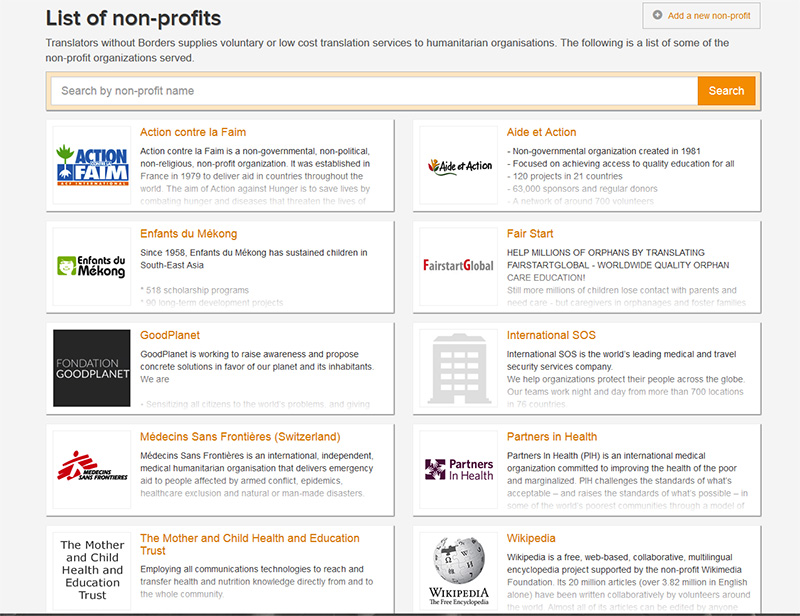 List of non-profits
Add a new non-profit
Translators without Borders supplies voluntary or low cost translation services to humanitarian organisations. The following is a list of some of the
non-profit organizations served.
Search by non-profit name
Search
ACTION
CONTRE LA
FAIM
ACF INTERNATIONAL
Action contre la Faim
Action contre la Faim is a non-governmental, non-political,
non-religious, non-profit organization. It was established in
France in 1979 to deliver aid in countries throughout the
world. The aim of Action against Hunger is to save lives by
combating hunger and diseases that threaten the lives of
Aide et Action
Aide et Action
- Non-governmental organization created in 1981
- Focused on achieving access to quality education for all
- 120 projects in 21 countries
- 63,000 sponsors and regular donors
- A network of around 700 volunteers
Enfants du
Mékong
Enfants du Mékong
Since 1958, Enfants du Mékong has sustained children in
South-East Asia
* 518 scholarship programs
* 90 long-term development projects
FairstartGlobal
Fair Start
HELP MILLIONS OF ORPHANS BY TRANSLATING
FAIRSTARTGLOBAL - WORLDWIDE QUALITY ORPHAN
CARE EDUCATION!
Still more millions of children lose contact with parents and
need care - but caregivers in orphanages and foster families
FONDATION
GOODPLANET
GoodPlanet
GoodPlanet is working to raise awareness and propose
concrete solutions in favor of our planet and its inhabitants.
We are
- Sensitizing all citizens to the world's problems, and giving
International SOS
International SOS is the world's leading medical and travel
security services company.
We help organizations protect their people across the globe.
Our teams work night and day from more than 700 locations
in 76 countries
MEDECINS
SANS FRONTIERES
Médecins Sans Frontières (Switzerland)
Médecins Sans Frontières is an international, independent,
medical humanitarian organisation that delivers emergency
aid to people affected by armed conflict, epidemics,
healthcare exclusion and natural or man-made disasters.
Partners
In Health
Partners in Health
Partners In Health (PIH) is an international medical
organization committed to improving the health of the poor
and marginalized. PIH challenges the standards of what's
acceptable – and raises the standards of what's possible – in
some of the world's poorest communities through a model of
The Mother
and Child
Health and
Education
Trust
The Mother and Child Health and Education
Trust
Employing all communications technologies to reach and
transfer health and nutrition knowledge directly from and to
the whole community.
WIKIPEDIA
The Free Encyclopedia
Wikipedia
Wikipedia is a free, web-based, collaborative, multilingual
encyclopedia project supported by the non-profit Wikimedia
Foundation. Its 20 million articles (over 3.82 million in English
alone) have been written collaboratively by volunteers around
the world. Almost all of its articles can be edited by anyone